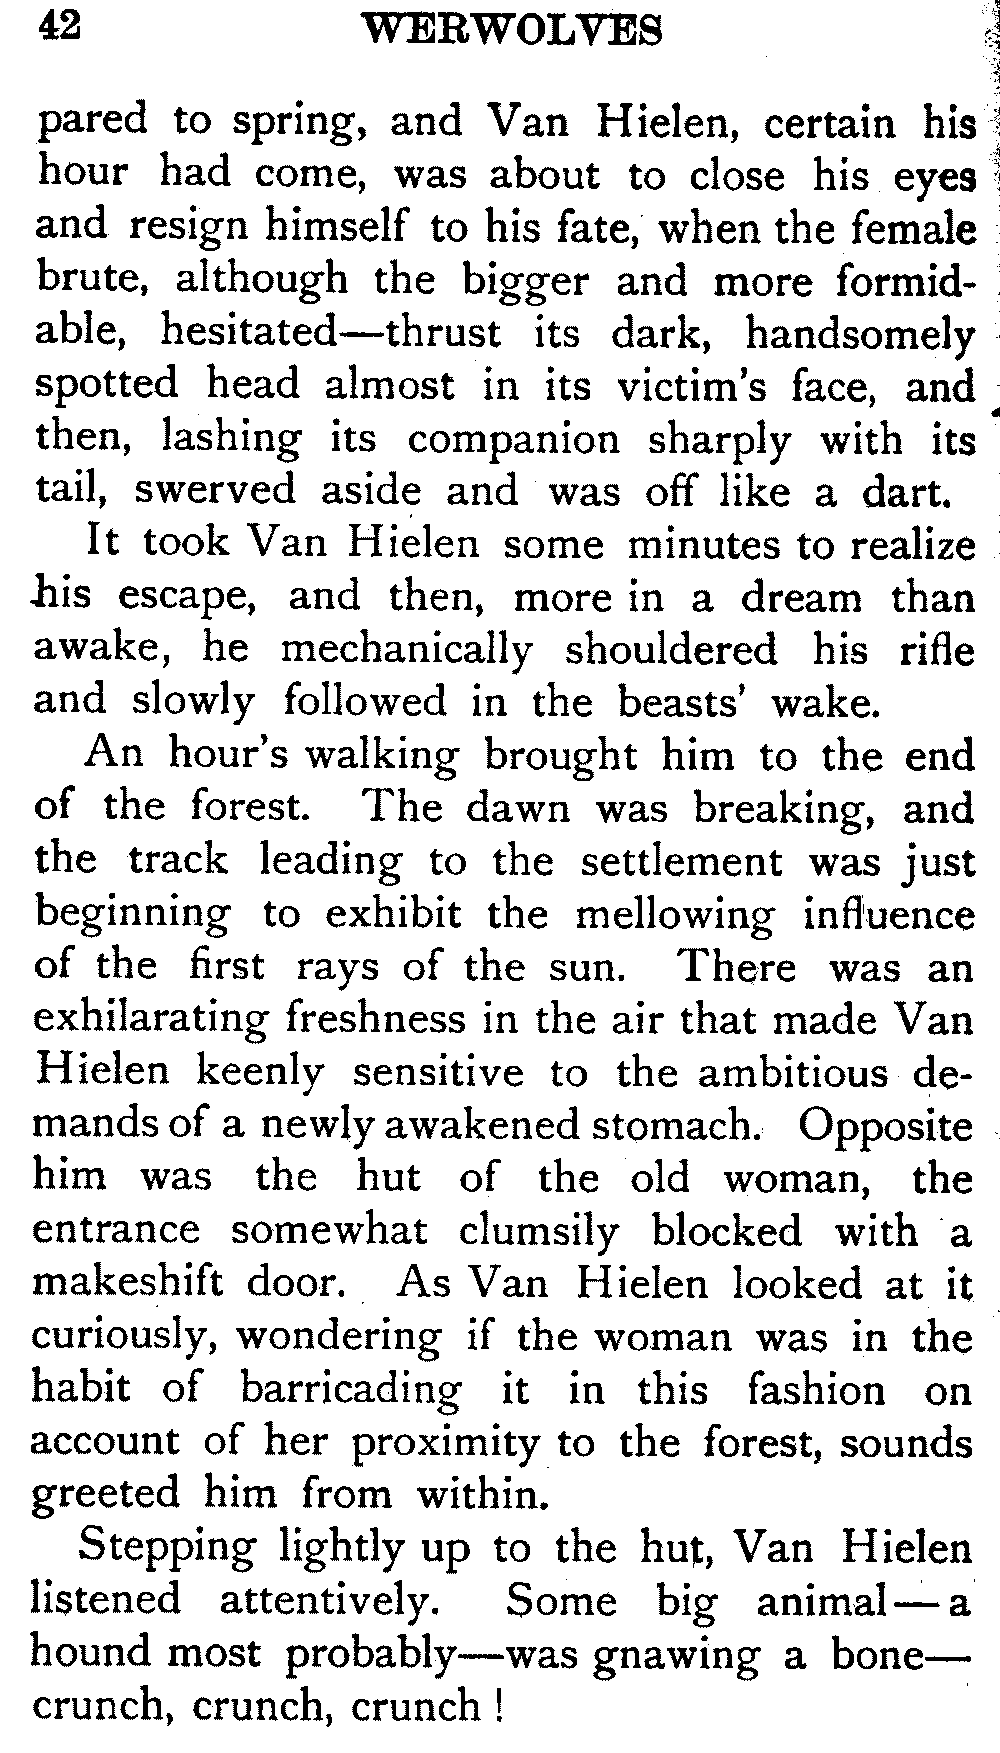 42 WERWOLVES
pared to spring, and Van Hielen, certain his
hour had come, was about to close his eyes
and resign himself to his fate, when the female
brute, although the bigger and more formid-
able, hesitated—thrust its dark, handsomely
spotted head almost in its victim's face, and
then, lashing its companion sharply with its
tail, swerved aside and was off like a dart.
It took Van Hielen some minutes to realize
his escape, and then, more in a dream than
awake, he mechanically shouldered his rifle
and slowly followed in the beasts' wake.
An hour's walking brought him to the end
of the forest. The dawn was breaking, and
the track leading to the settlement was just
beginning to exhibit the mellowing influence
of the first rays of the sun. There was an
exhilarating freshness in the air that made Van
Hielen keenly sensitive to the ambitious de-
mands of a newly awakened stomach. Opposite
him was the hut of the old woman, the
entrance somewhat clumsily blocked with a
makeshift door. As Van Hielen looked at it
curiously, wondering if the woman was in the
habit of barricading it in this fashion on
account of her proximity to the forest, sounds
greeted him from within.
Stepping lightly up to the hut, Van Hielen
listened attentively. Some big animal—a
hound most probably—was gnawing a bone—
crunch, crunch, crunch !